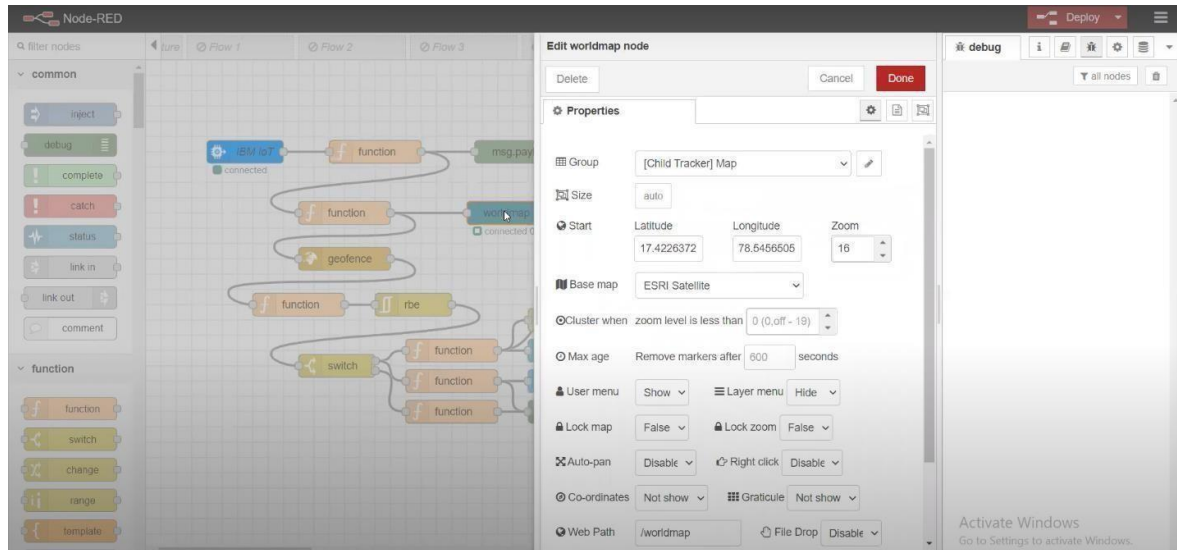 Node-RED
Deploy
filter nodes
Flow 1
Flow 2
Flow 3
common
inject
debug
complete
catch
status
link in
link out
comment
function
function
switch
change
range
template
IBM IoT
connected
function
msg.payl
function
worldmap
connected
geofence
function
rbe
switch
function
function
function
Edit worldmap node
Delete
Cancel
Done
Properties
Group
[Child Tracker] Map
Size
auto
Start
Latitude
Longitude
Zoom
17.4226372
78.5456505
16
Base map
ESRI Satellite
Cluster when
zoom level is less than
0 (0,off - 19)
Max age
Remove markers after
600
seconds
User menu
Show
Layer menu
Hide
Lock map
False
Lock zoom
False
Auto-pan
Disable
Right click
Disable
Co-ordinates
Not show
Graticule
Not show
Web Path
/worldmap
File Drop
Disable
debug
i
all nodes
Activate Windows
Go to Settings to activate Windows.